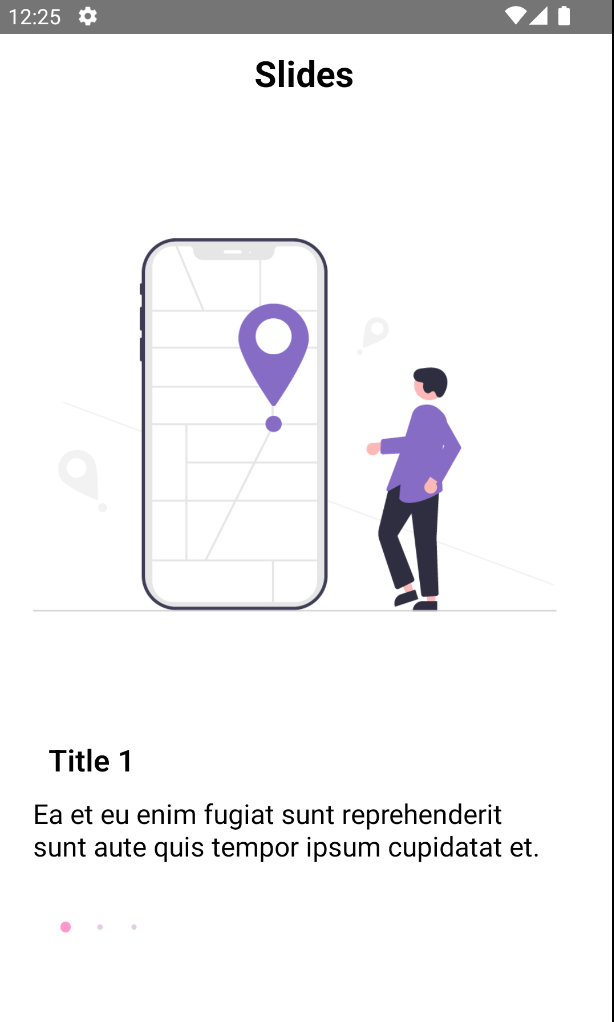 12:25
Slides
Title 1
Ea et eu enim fugiat sunt reprehenderit
sunt aute quis tempor ipsum cupidatat et.